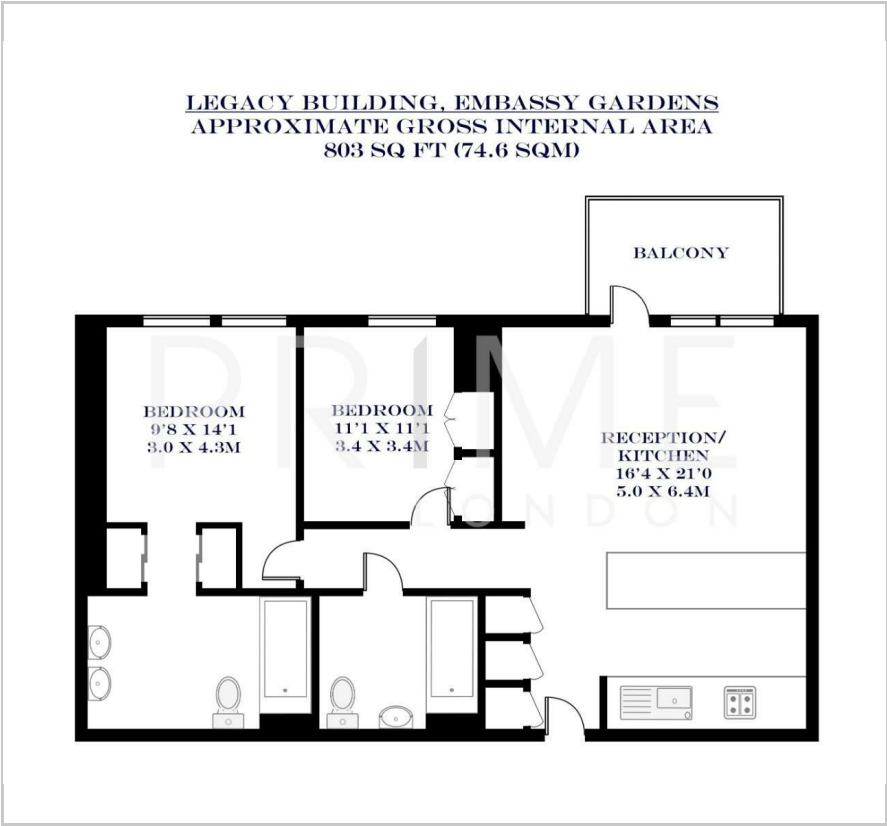 LEGACY BUILDING, EMBASSY GARDENS
APPROXIMATE GROSS INTERNAL AREA
803 SQ FT (74.6 SQM)
BALCONY
BEDROOM
9'8 X 14'1
3.0 X 4.3M
BEDROOM
11'1 X 11'1
3.4 X 3.4M
RECEPTION/
KITCHEN
16'4 X 21'0
5.0 X 6.4M
PRIME
LONDON